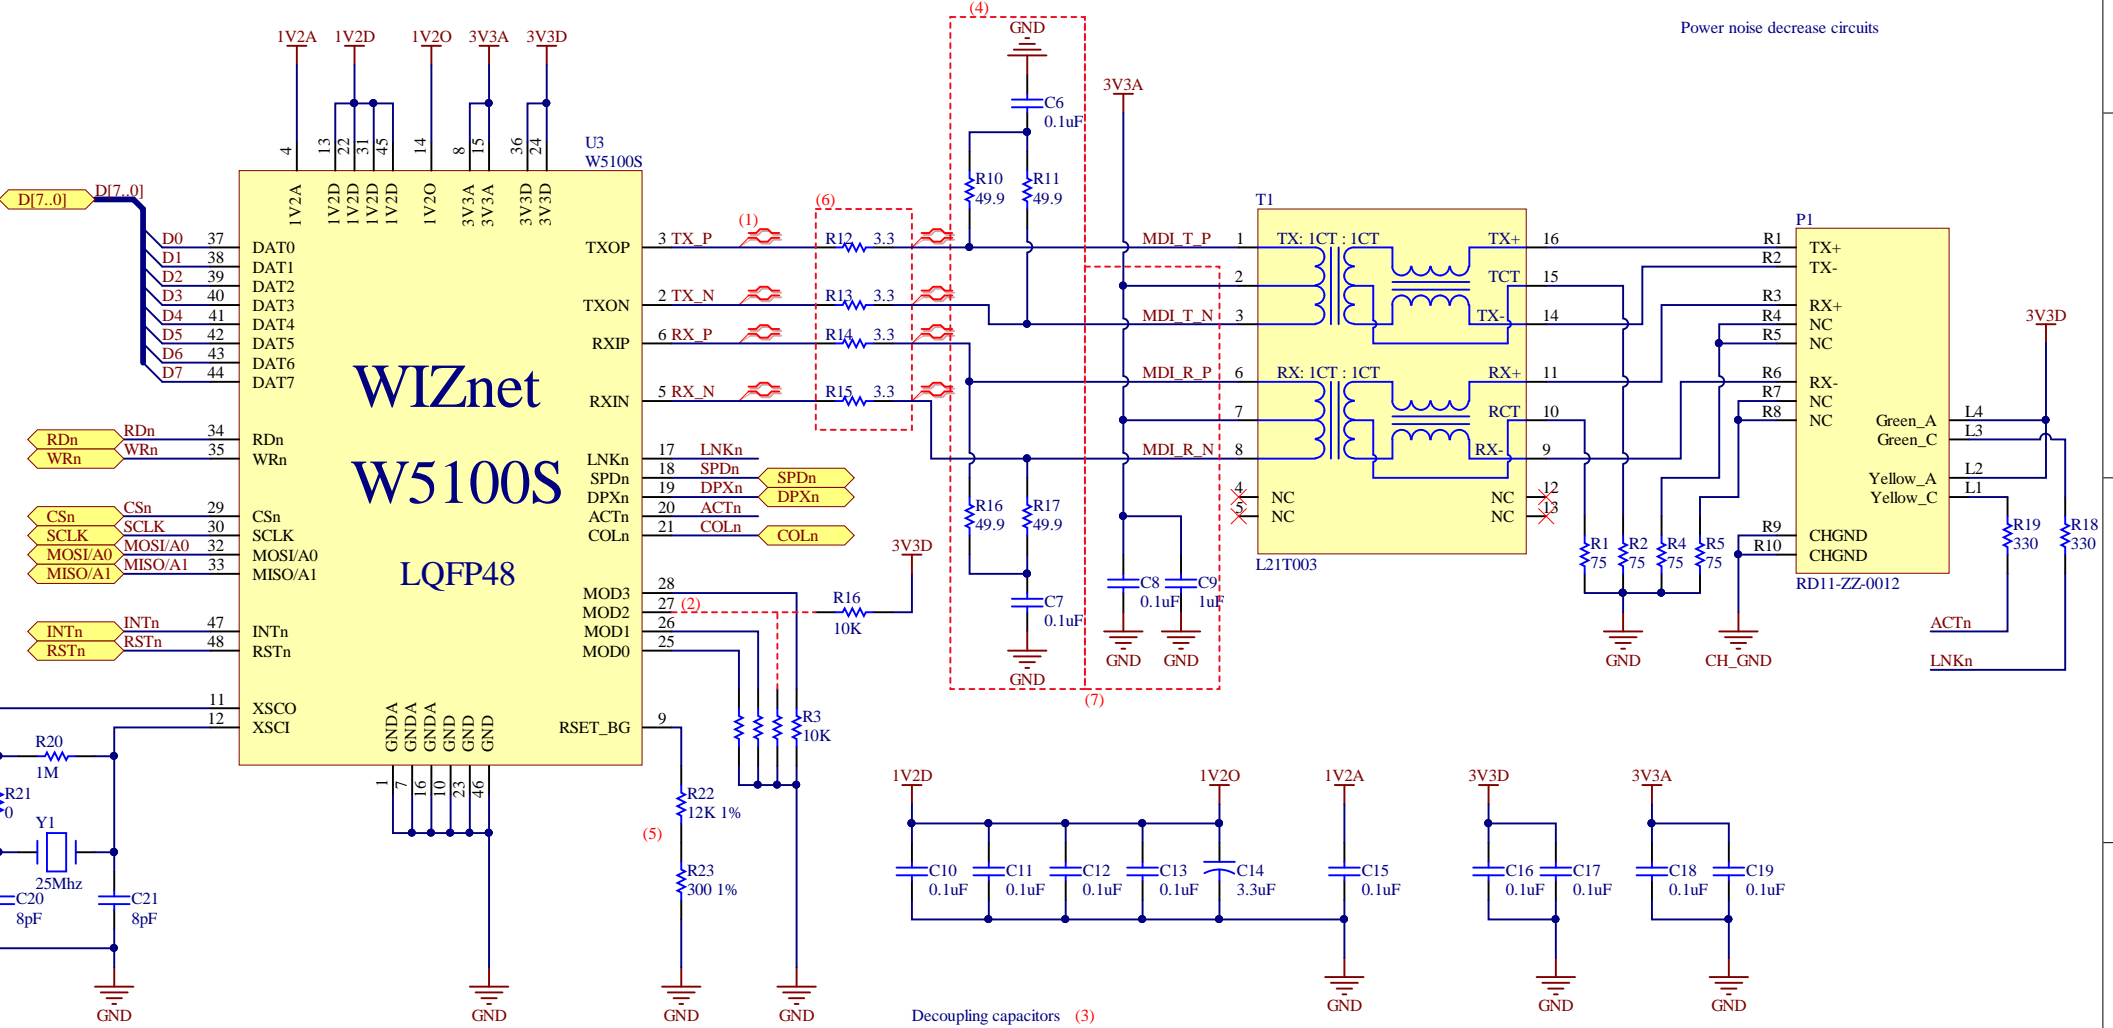 (4)
Power noise decrease circuits
GND
1V2A 1V2D 1V2O 3V3A 3V3D
3V3A
C6
0.1uF
4 13 22 31 45 14 8 15 36 24
U3
W5100S
1V2A 1V2D 1V2D 1V2D 1V2D 1V2O 3V3A 3V3A 3V3D 3V3D
D[7..0] D[7..0]
R10
49.9
R11
49.9
(6)
(1)
T1
P1
D0 37 DAT0
D1 38 DAT1
D2 39 DAT2
D3 40 DAT3
D4 41 DAT4
D5 42 DAT5
D6 43 DAT6
D7 44 DAT7
TXOP 3 TX_P R12 3.3 MDI_T_P 1
TXON 2 TX_N R13 3.3 MDI_T_N 3
RXIP 6 RX_P R14 3.3 MDI_R_P 6
RXIN 5 RX_N R15 3.3 MDI_R_N 8
2
7
TX: 1CT : 1CT TX+ 16
TCT 15
TX- 14
RX: 1CT : 1CT RX+ 11
RCT 10
RX- 9
4 NC NC 12
5 NC NC 13
L21T003
R1 TX+
R2 TX-
R3 RX+
R4 NC
R5 NC
R6 RX-
R7 NC
R8 NC
R9 CHGND
R10 CHGND
Green_A L4
Green_C L3
Yellow_A L2
Yellow_C L1
RD11-ZZ-0012
3V3D
R19
330
R18
330
ACTn
LNKn
WIZnet
W5100S
LQFP48
RDn RDn 34 RDn
WRn WRn 35 WRn
CSn CSn 29 CSn
SCLK SCLK 30 SCLK
MOSI/A0 MOSI/A0 32 MOSI/A0
MISO/A1 MISO/A1 33 MISO/A1
INTn INTn 47 INTn
RSTn RSTn 48 RSTn
11 XSCO
12 XSCI
LNKn 17 LNKn
SPDn 18 SPDn SPDn
DPXn 19 DPXn DPXn
ACTn 20 ACTn
COLn 21 COLn COLn
MOD3 28
MOD2 27 (2)
MOD1 26
MOD0 25
RSET_BG 9
3V3D
R16
10K
R16
49.9
R17
49.9
C7
0.1uF
GND
C8
0.1uF
C9
1uF
GND GND
(7)
R1
75
R2
75
R4
75
R5
75
GND
CH_GND
R3
10K
GNDA GNDA GNDA GND GND GND
1 7 16 10 23 46
R20
1M
R21
0
Y1
25Mhz
C20
8pF
C21
8pF
R22
12K 1%
(5)
R23
300 1%
GND GND GND GND
1V2D 1V2O 1V2A 3V3D 3V3A
C10
0.1uF
C11
0.1uF
C12
0.1uF
C13
0.1uF
C14
3.3uF
C15
0.1uF
C16
0.1uF
C17
0.1uF
C18
0.1uF
C19
0.1uF
GND GND GND
Decoupling capacitors (3)